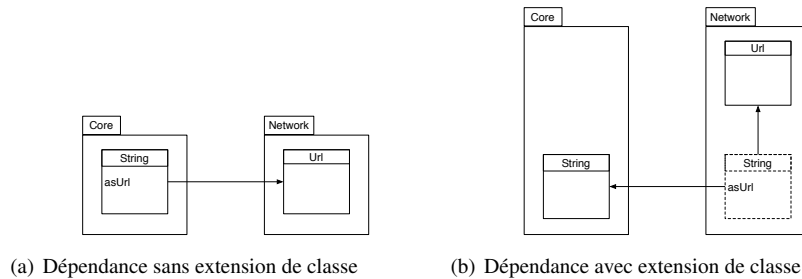 Core
Network
String
Url
asUrl
(a) Dépendance sans extension de classe
Core
Network
Url
String
String
asUrl
(b) Dépendance avec extension de classe